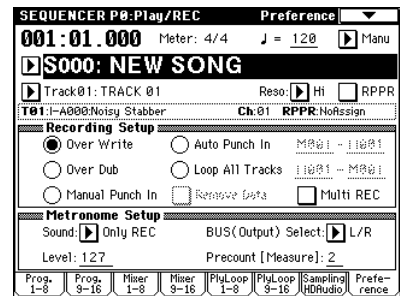 SEQUENCER P0:Play/REC Preference
001:01.000 Meter: 4/4 ♩ = 120 Manu
S000: NEW SONG
Track01: TRACK 01 Reso: Hi RPPR
T01:I-A000:Noisy Stabber Ch:01 RPPR:NoAssign
Recording Setup
Over Write Auto Punch In M001 - M001
Over Dub Loop All Tracks M001 - M001
Manual Punch In Remove Data Multi REC
Metronome Setup
Sound: Only REC BUS(Output) Select: L/R
Level: 127 Precount [Measure]: 2
Prog. 1-8 Prog. 9-16 Mixer 1-8 Mixer 9-16 PlyLoop 1-8 PlyLoop 9-16 Sampling HDAudio Prefe- rence